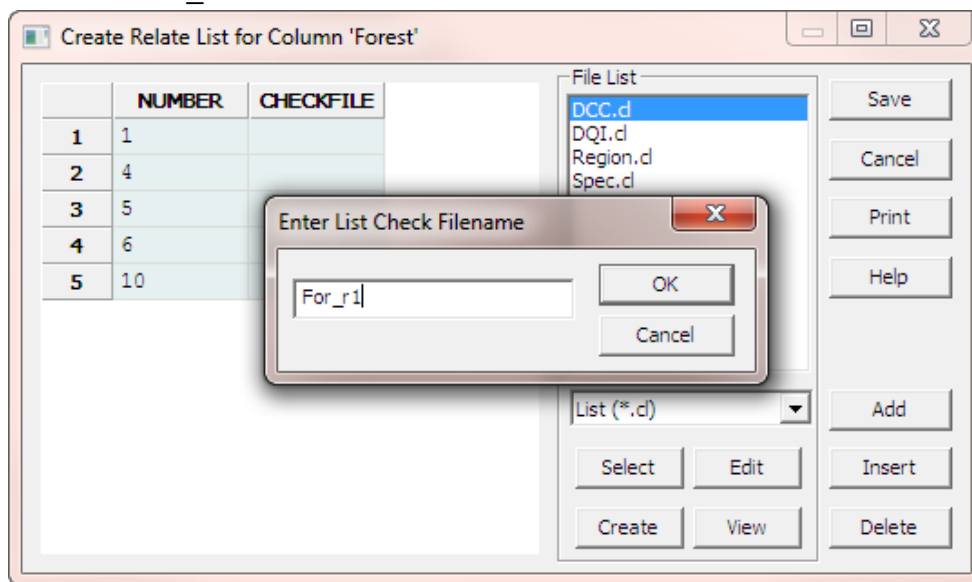 _
Create Relate List for Column 'Forest'
NUMBER CHECKFILE
1 1
2 4
3 5
4 6
5 10
File List
DCC.cl
DQI.cl
Region.cl
Spec.cl
List (*.cl)
Select Edit
Create View
Save
Cancel
Print
Help
Add
Insert
Delete
Enter List Check Filename
For_r1
OK
Cancel